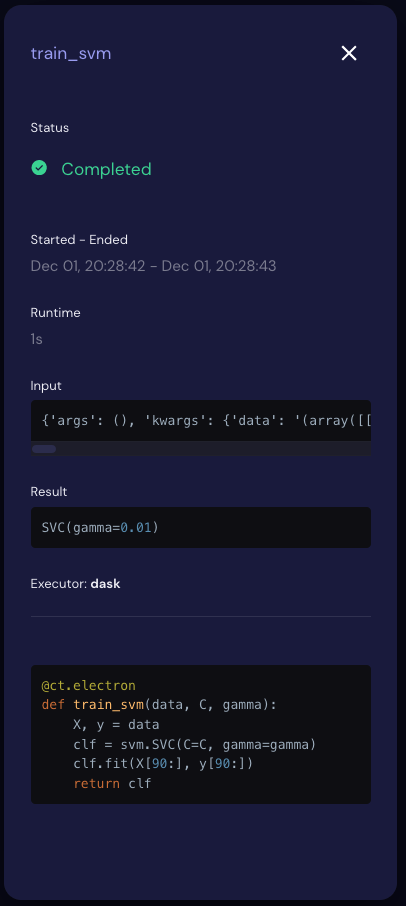 train_svm
Status
Completed
Started - Ended
Dec 01, 20:28:42 - Dec 01, 20:28:43
Runtime
1s
Input
{'args': (), 'kwargs': {'data': '(array([[
Result
SVC(gamma=0.01)
Executor: dask
@ct.electron
def train_svm(data, C, gamma):
    X, y = data
    clf = svm.SVC(C=C, gamma=gamma)
    clf.fit(X[90:], y[90:])
    return clf